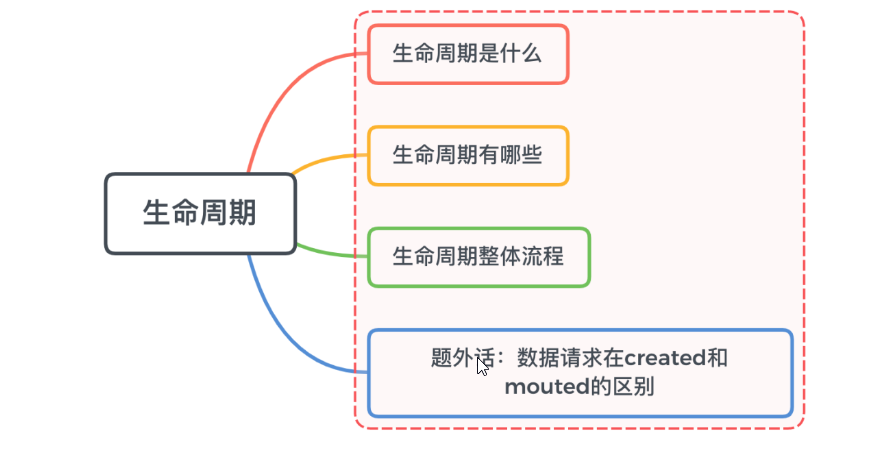 生命周期是什么
生命周期有哪些
生命周期
生命周期整体流程
题外话：数据请求在created和
mouted的区别